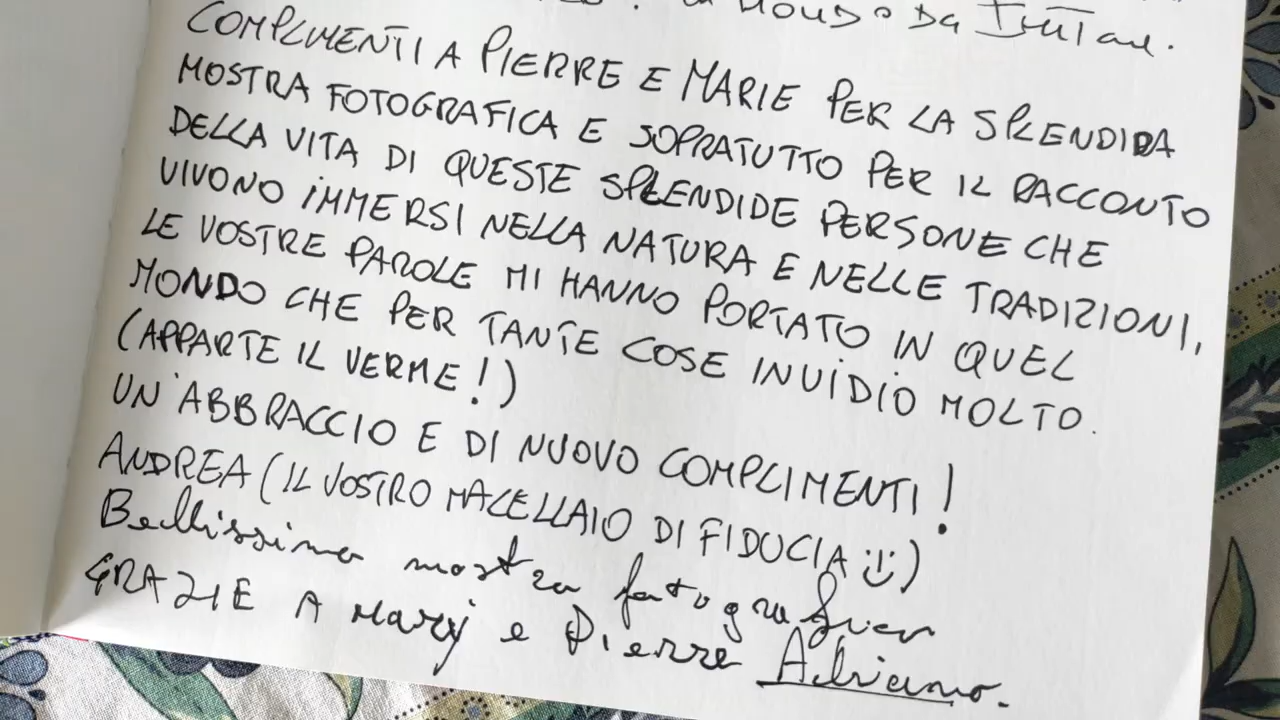 MONDO DA
COMPLIMENTI A PIERRE E MARIE PER LA SPLENDIDA
MOSTRA FOTOGRAFICA E SOPRATUTTO PER IL RACCONTO
DELLA VITA DI QUESTE SPLENDIDE PERSONE CHE
VIVONO IMMERSI NELLA NATURA E NELLE TRADIZIONI,
LE VOSTRE PAROLE MI HANNO PORTATO IN QUEL
MONDO CHE PER TANTE COSE INVIDIO MOLTO.
(APPARTE IL VERME!)
UN'ABBRACCIO E DI NUOVO COMPLIMENTI!
ANDREA (IL VOSTRO MACELLAIO DI FIDUCIA :))
Bellissima mostra fotografica
GRAZIE A Mary e Pierre Adriano.